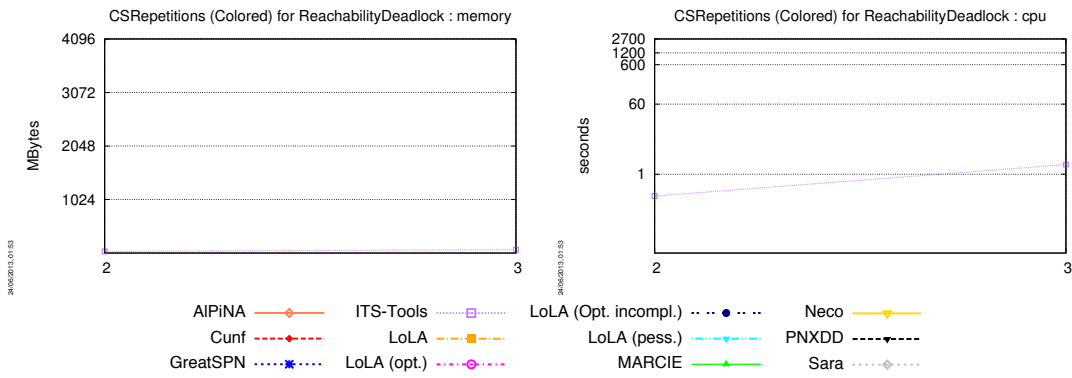 CSRepetitions (Colored) for ReachabilityDeadlock : memory
4096
3072
2048
1024
MBytes
2
3
24/06/2013, 01:53
CSRepetitions (Colored) for ReachabilityDeadlock : cpu
2700
1200
600
60
1
seconds
2
3
24/06/2013, 01:53
AlPiNA
Cunf
GreatSPN
ITS-Tools
LoLA
LoLA (opt.)
LoLA (Opt. incompl.)
LoLA (pess.)
MARCIE
Neco
PNXDD
Sara